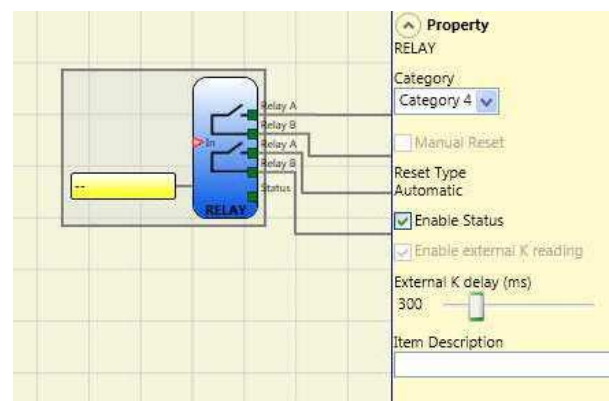 Relay A
Relay B
In
Relay A
Relay B
Status
--
RELAY
Property
RELAY
Category
Category 4
Manual Reset
Reset Type
Automatic
Enable Status
Enable external K reading
External K delay (ms)
300
Item Description